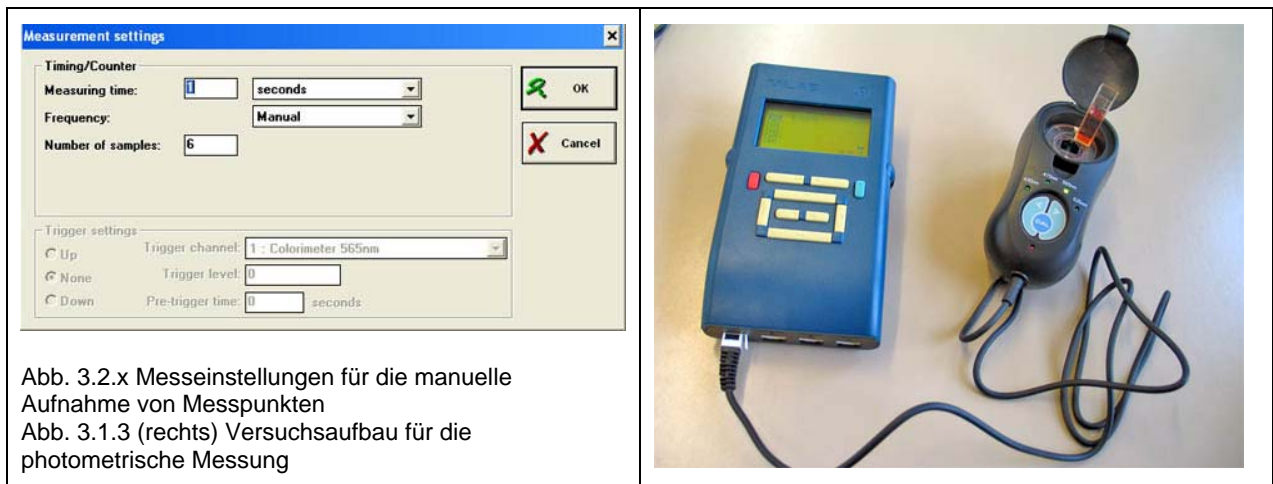 Measurement settings
Timing/Counter
Measuring time: 1 seconds
Frequency: Manual
Number of samples: 6
OK
Cancel
Trigger settings
Up
None
Down
Trigger channel: 1 : Colorimeter 565nm
Trigger level: 0
Pre-trigger time: 0 seconds
Abb. 3.2.x Messeinstellungen für die manuelle
Aufnahme von Messpunkten
Abb. 3.1.3 (rechts) Versuchsaufbau für die
photometrische Messung